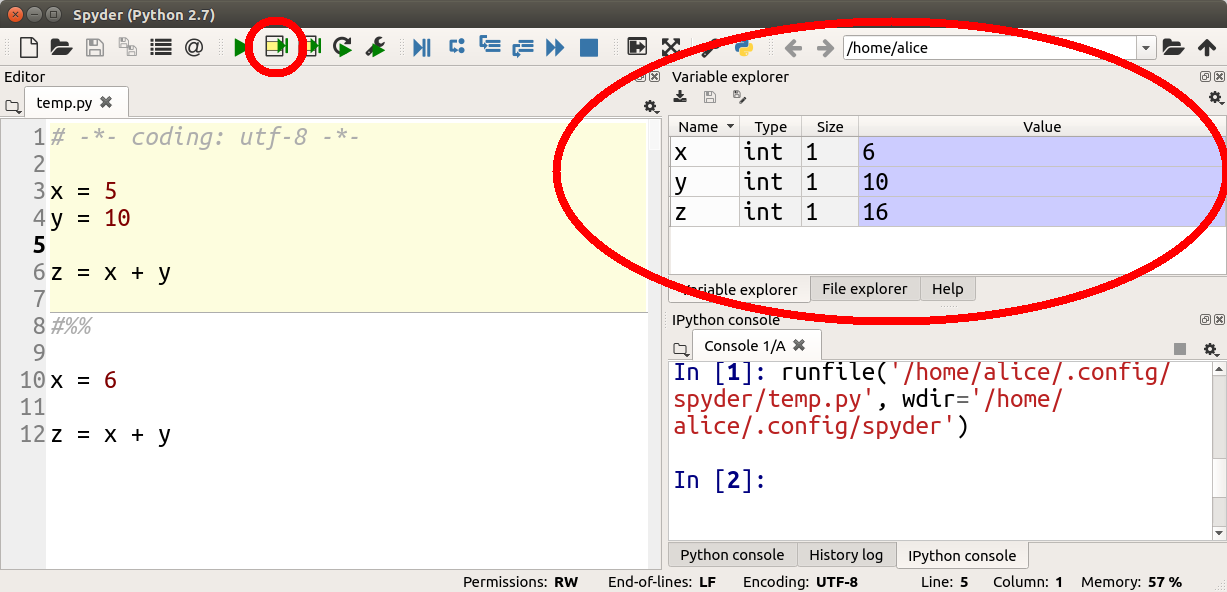 Spyder (Python 2.7)
@
/home/alice
Editor
temp.py
1 # -*- coding: utf-8 -*-
2
3 x = 5
4 y = 10
5
6 z = x + y
7
8 #%%
9
10 x = 6
11
12 z = x + y
Variable explorer
Name Type Size Value
x int 1 6
y int 1 10
z int 1 16
Variable explorer File explorer Help
IPython console
Console 1/A
In [1]: runfile('/home/alice/.config/
spyder/temp.py', wdir='/home/
alice/.config/spyder')
In [2]:
Python console History log IPython console
Permissions: RW End-of-lines: LF Encoding: UTF-8 Line: 5 Column: 1 Memory: 57 %